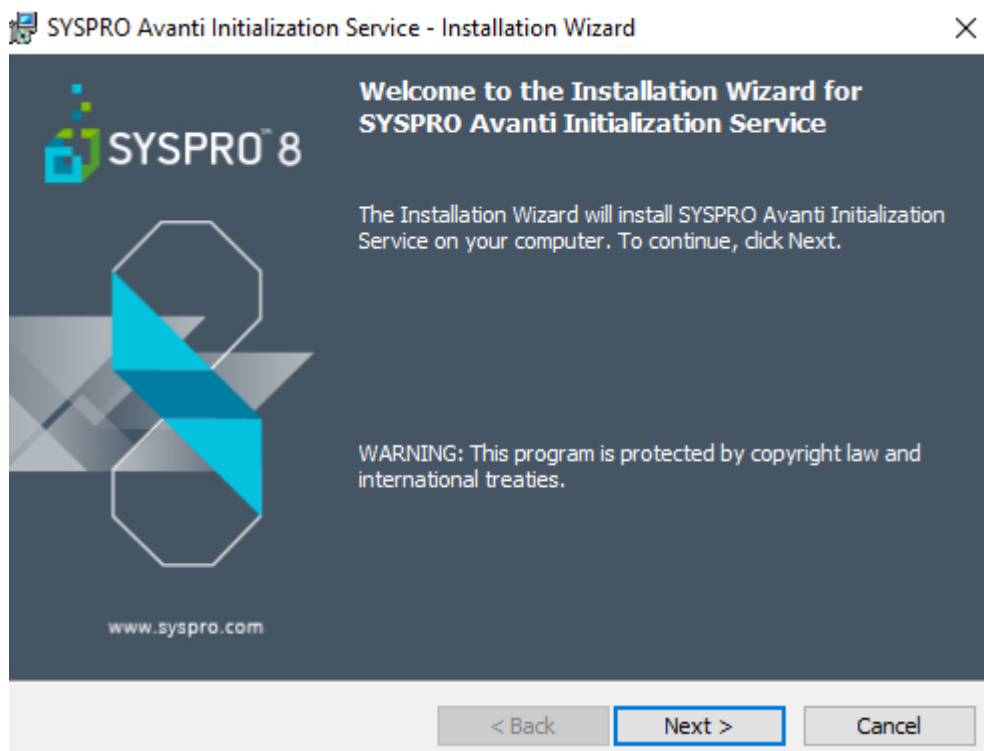 SYSPRO Avanti Initialization Service - Installation Wizard
SYSPRO™ 8
Welcome to the Installation Wizard for
SYSPRO Avanti Initialization Service
The Installation Wizard will install SYSPRO Avanti Initialization
Service on your computer. To continue, click Next.
WARNING: This program is protected by copyright law and
international treaties.
www.syspro.com
< Back
Next >
Cancel